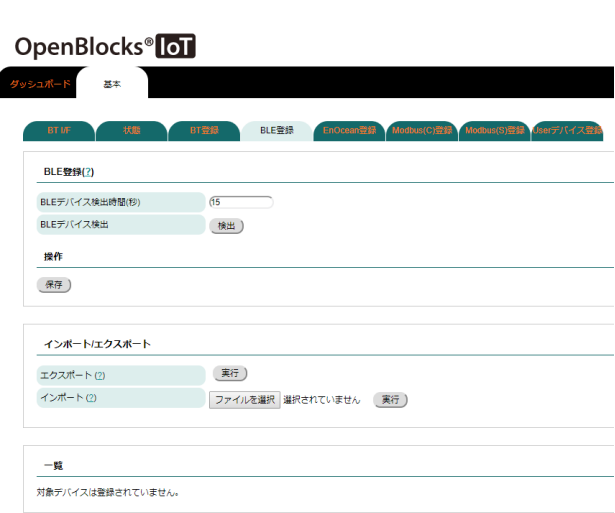 OpenBlocks® IoT
ダッシュボード 基本
BT I/F 状態 BT登録 BLE登録 EnOcean登録 Modbus(C)登録 Modbus(S)登録 Userデバイス登録
BLE登録(?)
BLEデバイス検出時間(秒) 15
BLEデバイス検出 検出
操作
保存
インポート/エクスポート
エクスポート (?) 実行
インポート (?) ファイルを選択 選択されていません 実行
一覧
対象デバイスは登録されていません。